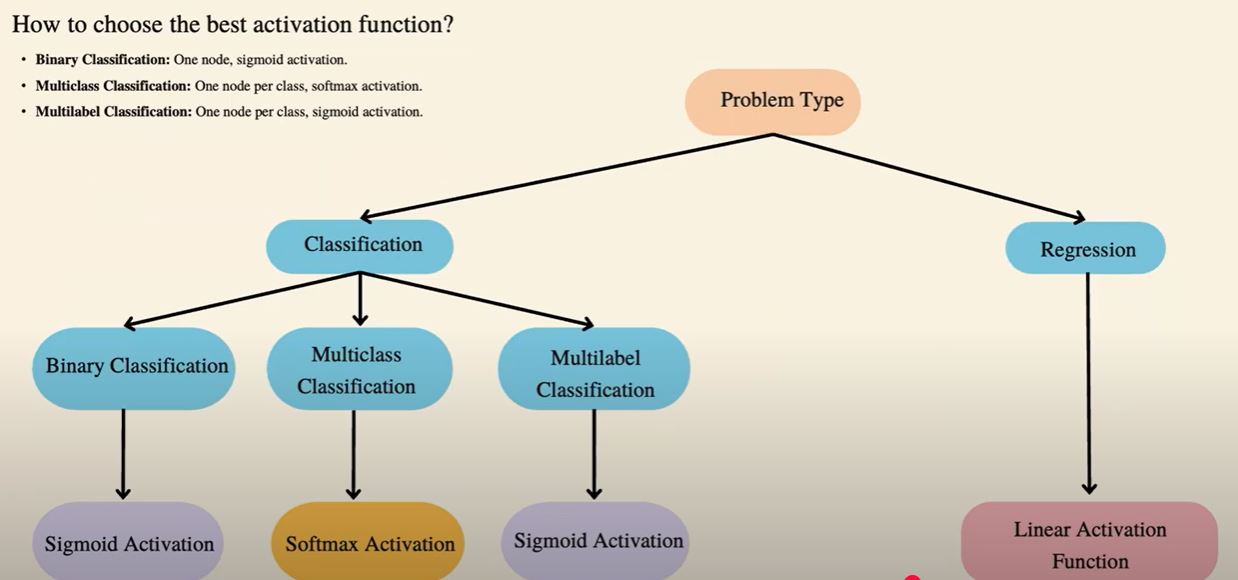 How to choose the best activation function?
• Binary Classification: One node, sigmoid activation.
• Multiclass Classification: One node per class, softmax activation.
• Multilabel Classification: One node per class, sigmoid activation.
Problem Type
Classification
Regression
Binary Classification
Multiclass
Classification
Multilabel
Classification
Sigmoid Activation
Softmax Activation
Sigmoid Activation
Linear Activation
Function